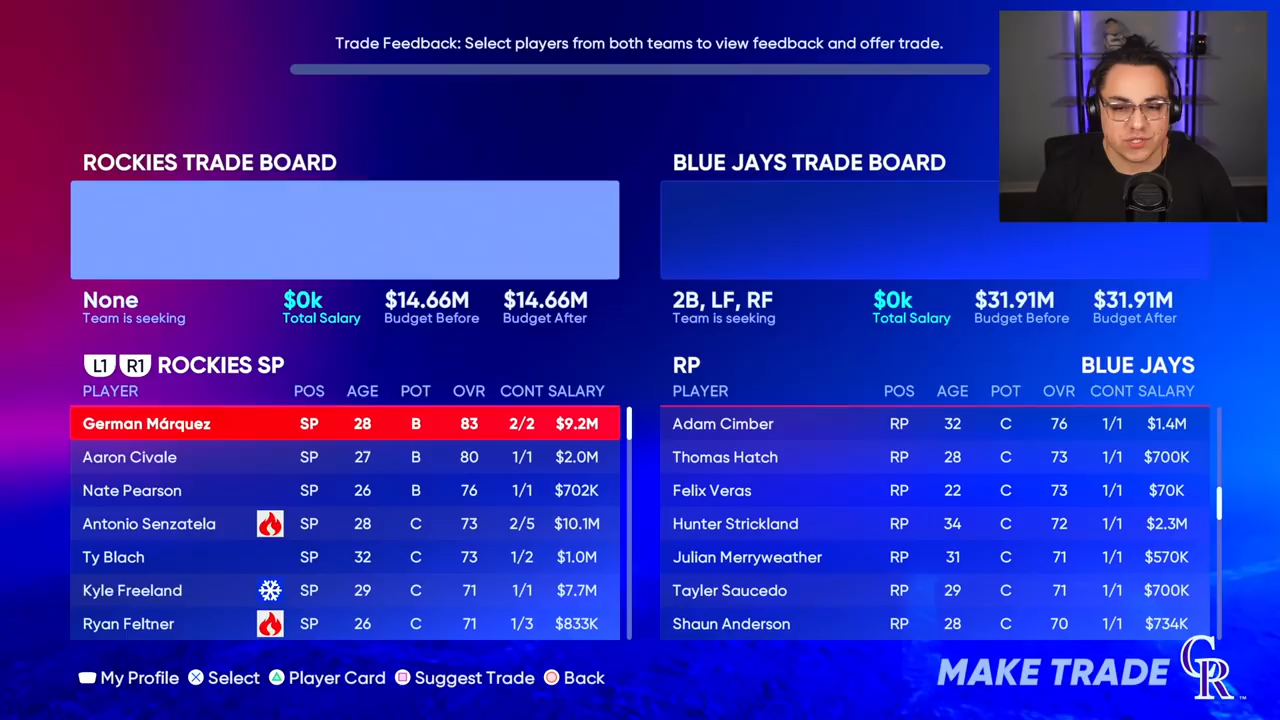 Trade Feedback: Select players from both teams to view feedback and offer trade.
ROCKIES TRADE BOARD
None $0k $14.66M $14.66M
Team is seeking Total Salary Budget Before Budget After
BLUE JAYS TRADE BOARD
2B, LF, RF $0k $31.91M $31.91M
Team is seeking Total Salary Budget Before Budget After
L1 R1 ROCKIES SP
PLAYER POS AGE POT OVR CONT SALARY
German Márquez SP 28 B 83 2/2 $9.2M
Aaron Civale SP 27 B 80 1/1 $2.0M
Nate Pearson SP 26 B 76 1/1 $702K
Antonio Senzatela SP 28 C 73 2/5 $10.1M
Ty Blach SP 32 C 73 1/2 $1.0M
Kyle Freeland SP 29 C 71 1/1 $7.7M
Ryan Feltner SP 26 C 71 1/3 $833K
RP BLUE JAYS
PLAYER POS AGE POT OVR CONT SALARY
Adam Cimber RP 32 C 76 1/1 $1.4M
Thomas Hatch RP 28 C 73 1/1 $700K
Felix Veras RP 22 C 73 1/1 $70K
Hunter Strickland RP 34 C 72 1/1 $2.3M
Julian Merryweather RP 31 C 71 1/1 $570K
Tayler Saucedo RP 29 C 71 1/1 $700K
Shaun Anderson RP 28 C 70 1/1 $734K
My Profile Select Player Card Suggest Trade Back
MAKE TRADE CR